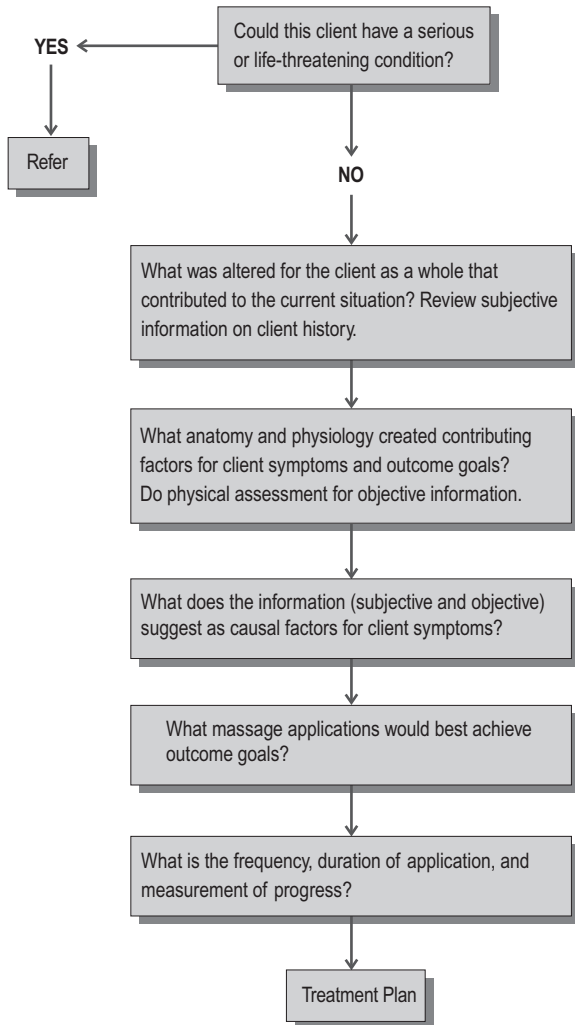 Could this client have a serious
or life-threatening condition?
YES
Refer
NO
What was altered for the client as a whole that
contributed to the current situation? Review subjective
information on client history.
What anatomy and physiology created contributing
factors for client symptoms and outcome goals?
Do physical assessment for objective information.
What does the information (subjective and objective)
suggest as causal factors for client symptoms?
What massage applications would best achieve
outcome goals?
What is the frequency, duration of application, and
measurement of progress?
Treatment Plan